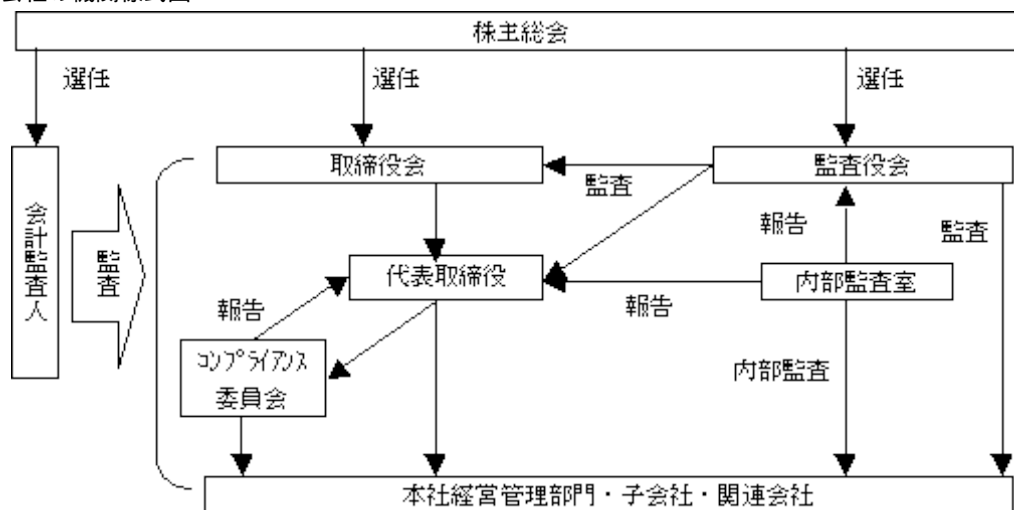 株主総会
選任
選任
選任
取締役会
監査
監査役会
会計監査人
監査
報告
監査
代表取締役
報告
内部監査室
報告
コンプライアンス
委員会
内部監査
本社経営管理部門・子会社・関連会社